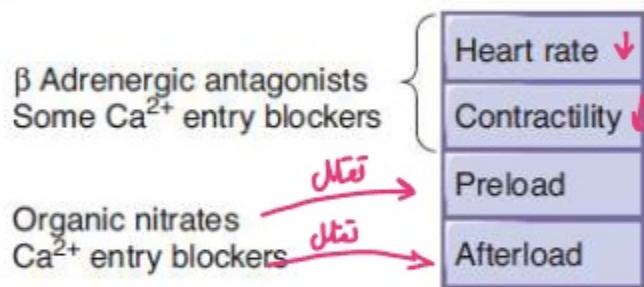 β Adrenergic antagonists
Some Ca²⁺ entry blockers
Heart rate ↓
Contractility ↓
Organic nitrates
Ca²⁺ entry blockers
تقلل
Preload
تقلل
Afterload